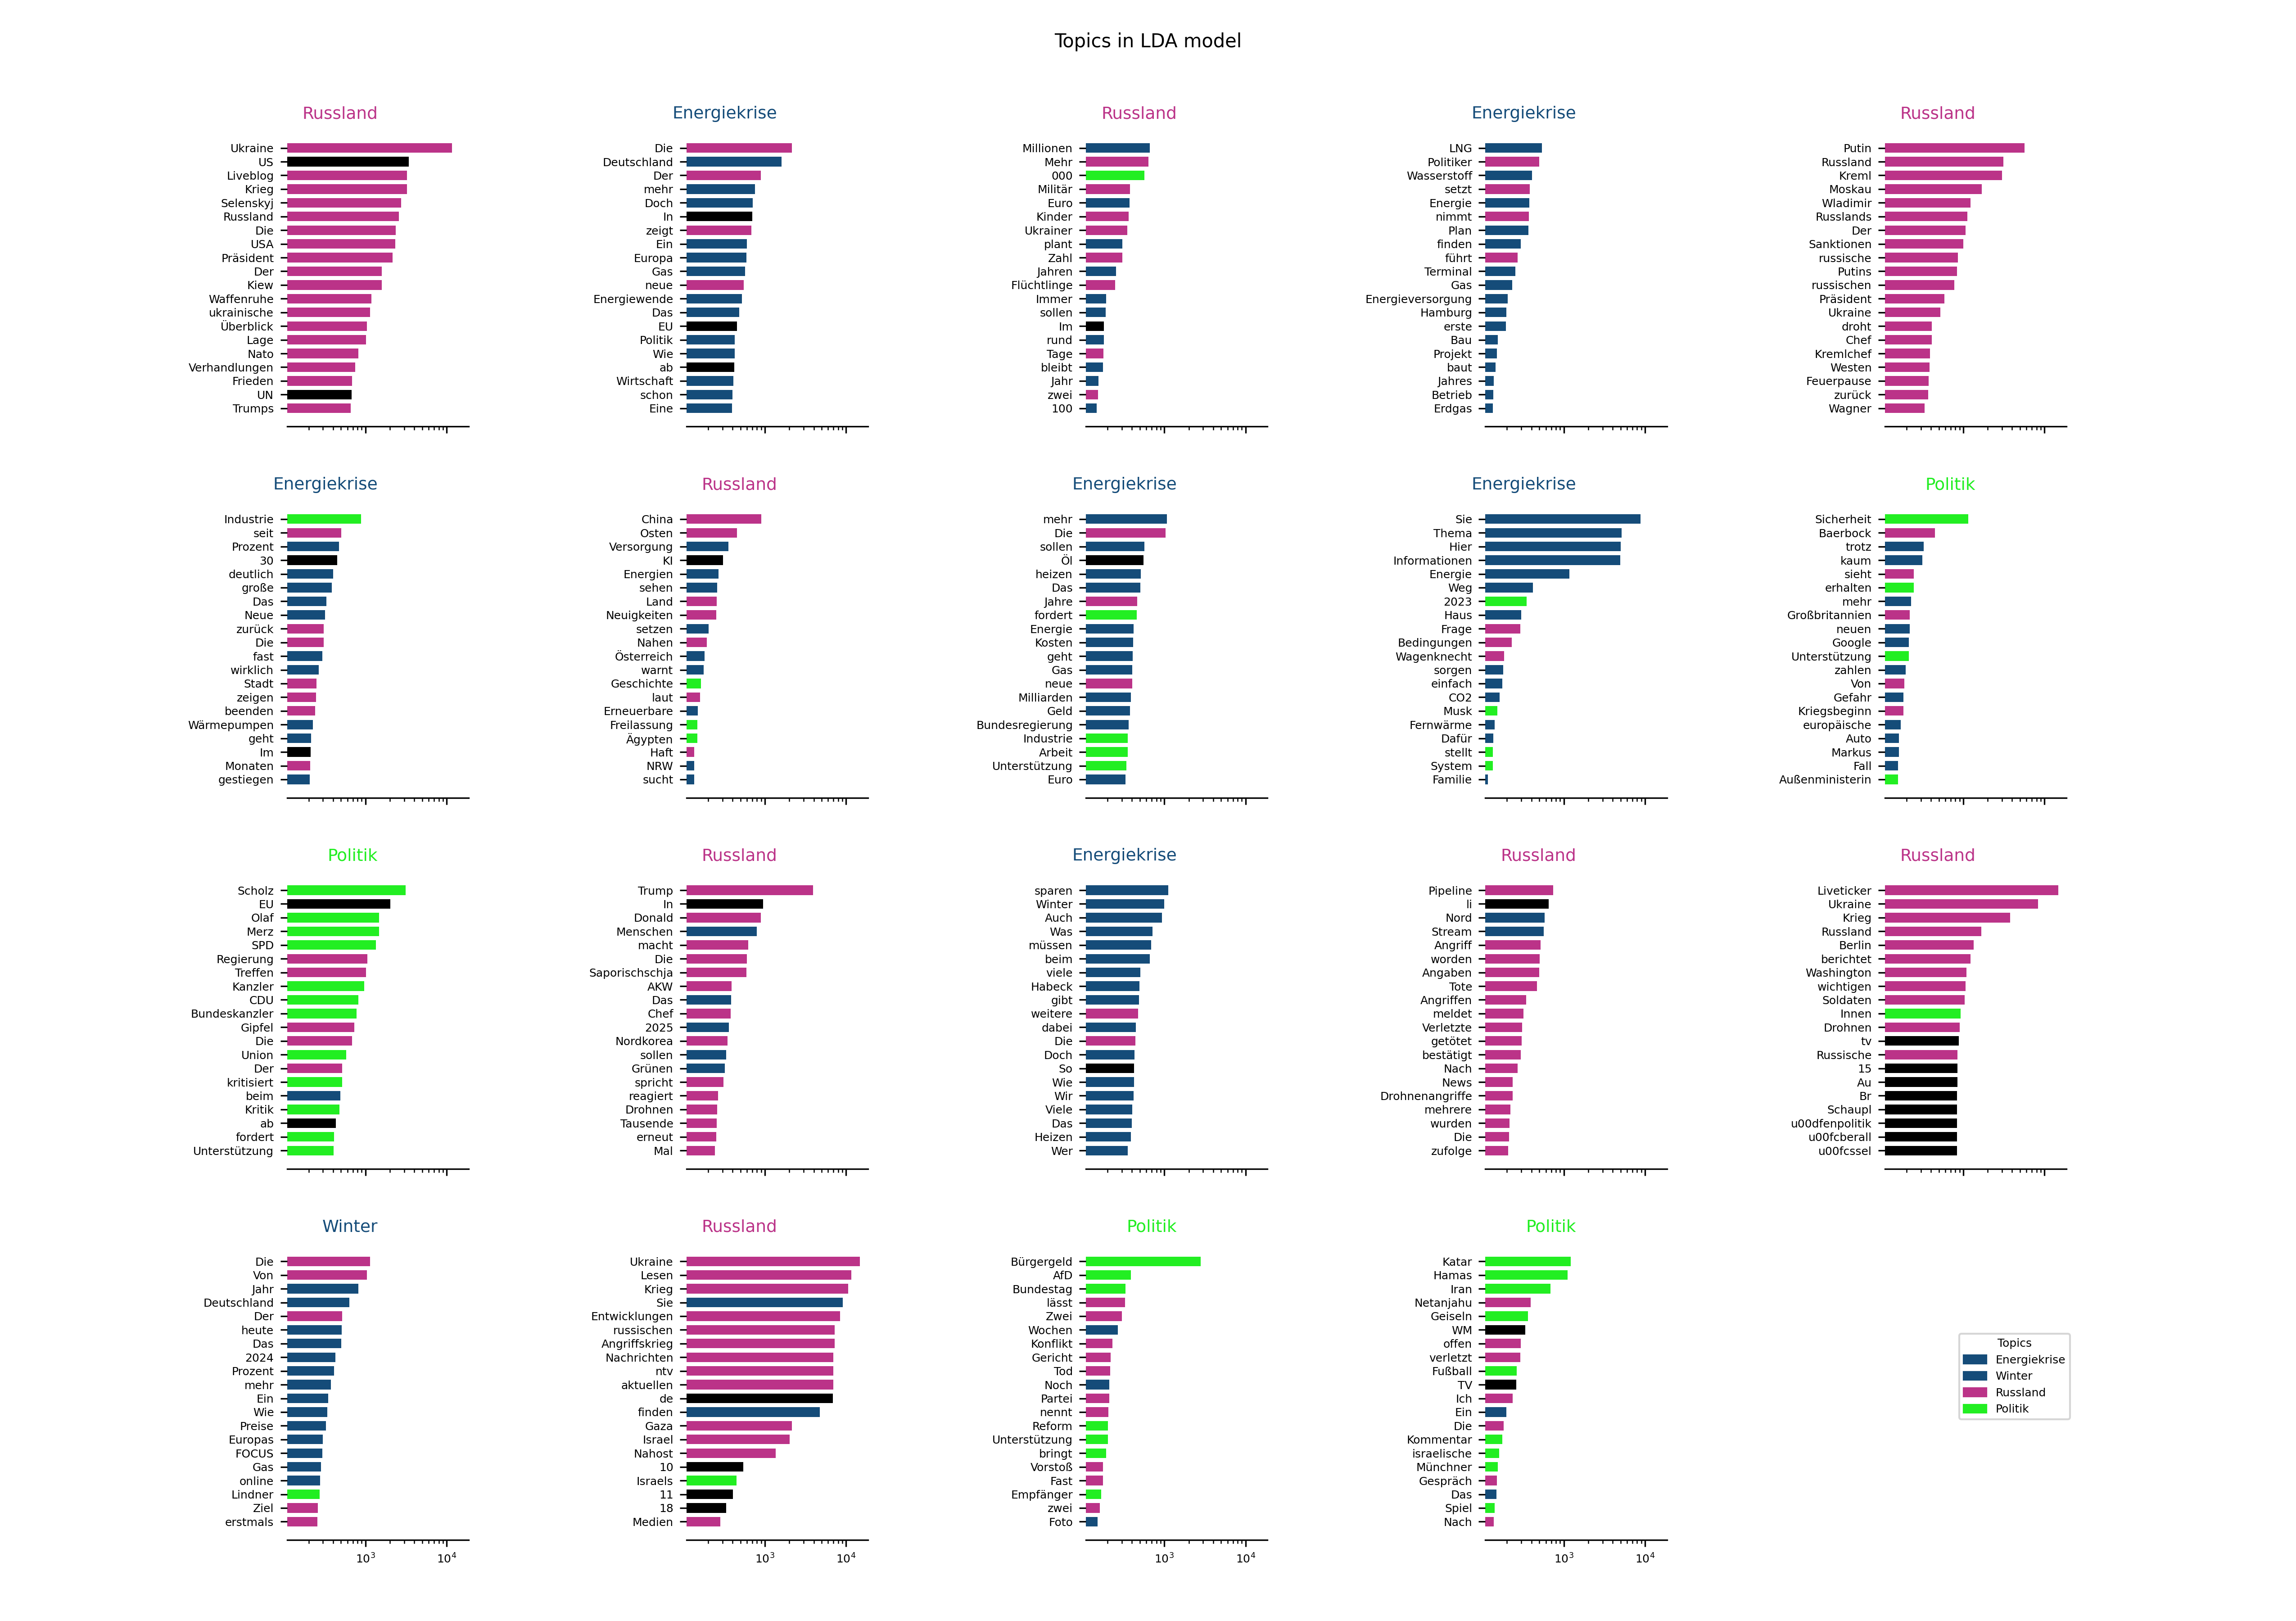 Topics in LDA model
Russland
Ukraine
US
Liveblog
Krieg
Selenskyj
Russland
Die
USA
Präsident
Der
Kiew
Waffenruhe
ukrainische
Überblick
Lage
Nato
Verhandlungen
Frieden
UN
Trumps
Energiekrise
Die
Deutschland
Der
mehr
Doch
In
zeigt
Ein
Europa
Gas
neue
Energiewende
Das
EU
Politik
Wie
ab
Wirtschaft
schon
Eine
Russland
Millionen
Mehr
000
Militär
Euro
Kinder
Ukrainer
plant
Zahl
Jahren
Flüchtlinge
Immer
sollen
Im
rund
Tage
bleibt
Jahr
zwei
100
Energiekrise
LNG
Politiker
Wasserstoff
setzt
Energie
nimmt
Plan
finden
führt
Terminal
Gas
Energieversorgung
Hamburg
erste
Bau
Projekt
baut
Jahres
Betrieb
Erdgas
Russland
Putin
Russland
Kreml
Moskau
Wladimir
Russlands
Der
Sanktionen
russische
Putins
russischen
Präsident
Ukraine
droht
Chef
Kremlchef
Westen
Feuerpause
zurück
Wagner
Energiekrise
Industrie
seit
Prozent
30
deutlich
große
Das
Neue
zurück
Die
fast
wirklich
Stadt
zeigen
beenden
Wärmepumpen
geht
Im
Monaten
gestiegen
Russland
China
Osten
Versorgung
KI
Energien
sehen
Land
Neuigkeiten
setzen
Nahen
Österreich
warnt
Geschichte
laut
Erneuerbare
Freilassung
Ägypten
Haft
NRW
sucht
Energiekrise
mehr
Die
sollen
Öl
heizen
Das
Jahre
fordert
Energie
Kosten
geht
Gas
neue
Milliarden
Geld
Bundesregierung
Industrie
Arbeit
Unterstützung
Euro
Energiekrise
Sie
Thema
Hier
Informationen
Energie
Weg
2023
Haus
Frage
Bedingungen
Wagenknecht
sorgen
einfach
CO2
Musk
Fernwärme
Dafür
stellt
System
Familie
Politik
Sicherheit
Baerbock
trotz
kaum
sieht
erhalten
mehr
Großbritannien
neuen
Google
Unterstützung
zahlen
Von
Gefahr
Kriegsbeginn
europäische
Auto
Markus
Fall
Außenministerin
Politik
Scholz
EU
Olaf
Merz
SPD
Regierung
Treffen
Kanzler
CDU
Bundeskanzler
Gipfel
Die
Union
Der
kritisiert
beim
Kritik
ab
fordert
Unterstützung
Russland
Trump
In
Donald
Menschen
macht
Die
Saporischschja
AKW
Das
Chef
2025
Nordkorea
sollen
Grünen
spricht
reagiert
Drohnen
Tausende
erneut
Mal
Energiekrise
sparen
Winter
Auch
Was
müssen
beim
viele
Habeck
gibt
weitere
dabei
Die
Doch
So
Wie
Wir
Viele
Das
Heizen
Wer
Russland
Pipeline
li
Nord
Stream
Angriff
worden
Angaben
Tote
Angriffen
meldet
Verletzte
getötet
bestätigt
Nach
News
Drohnenangriffe
mehrere
wurden
Die
zufolge
Russland
Liveticker
Ukraine
Krieg
Russland
Berlin
berichtet
Washington
wichtigen
Soldaten
Innen
Drohnen
tv
Russische
15
Au
Br
Schaupl
u00dfenpolitik
u00fcberall
u00fcssel
Winter
Die
Von
Jahr
Deutschland
Der
heute
Das
2024
Prozent
mehr
Ein
Wie
Preise
Europas
FOCUS
Gas
online
Lindner
Ziel
erstmals
10³ 10⁴
Russland
Ukraine
Lesen
Krieg
Sie
Entwicklungen
russischen
Angriffskrieg
Nachrichten
ntv
aktuellen
de
finden
Gaza
Israel
Nahost
10
Israels
11
18
Medien
10³ 10⁴
Politik
Bürgergeld
AfD
Bundestag
lässt
Zwei
Wochen
Konflikt
Gericht
Tod
Noch
Partei
nennt
Reform
Unterstützung
bringt
Vorstoß
Fast
Empfänger
zwei
Foto
10³ 10⁴
Politik
Katar
Hamas
Iran
Netanjahu
Geiseln
WM
offen
verletzt
Fußball
TV
Ich
Ein
Die
Kommentar
israelische
Münchner
Gespräch
Das
Spiel
Nach
10³ 10⁴
Topics
Energiekrise
Winter
Russland
Politik